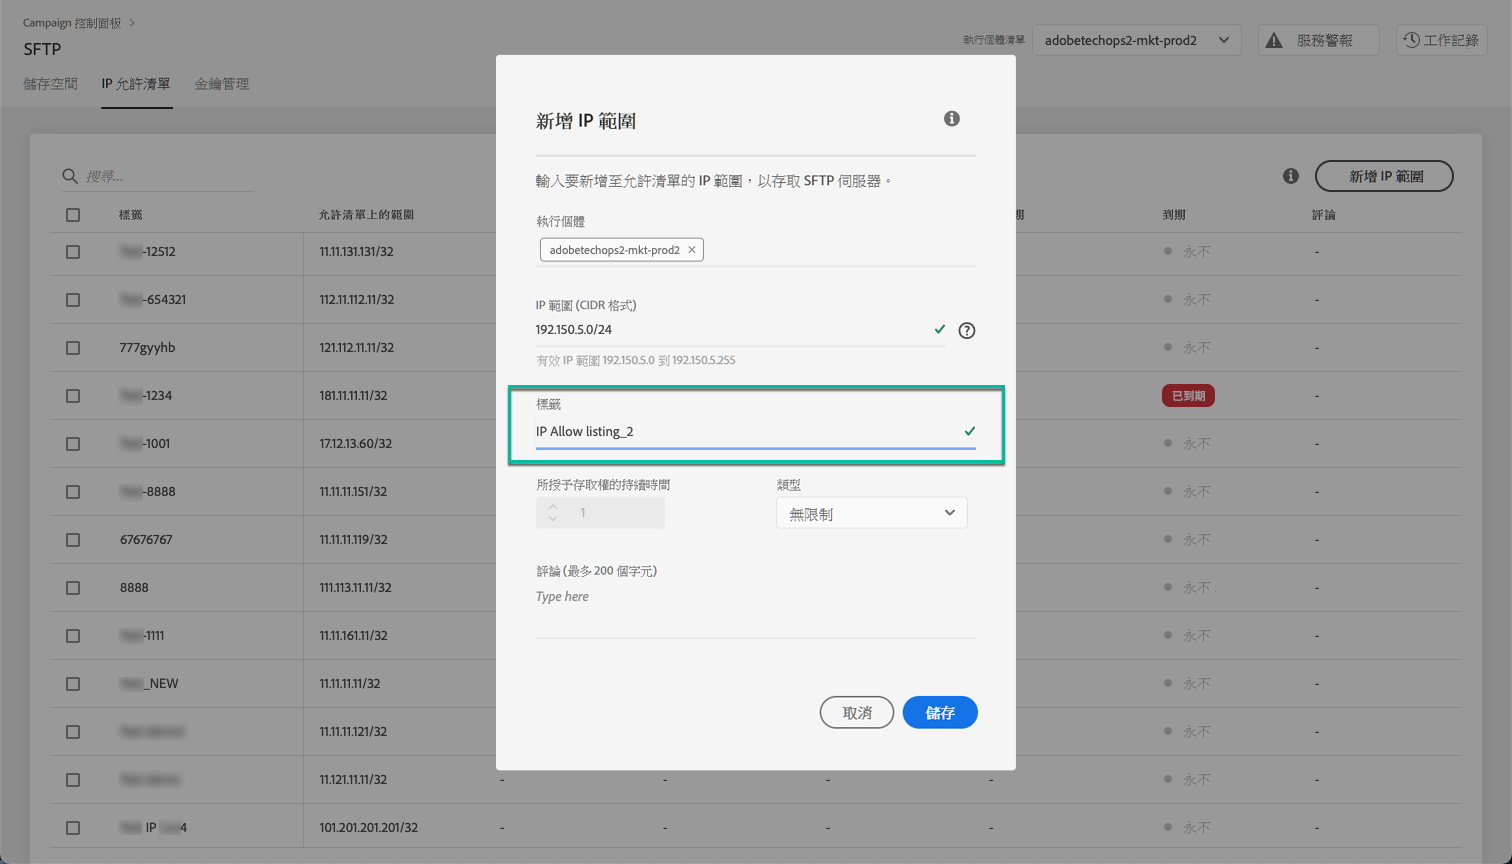 Campaign 控制面板
SFTP
執行個體清單 adobetechops2-mkt-prod2 服務警報 工作記錄
儲存空間 IP 允許清單 金鑰管理
搜尋...
新增 IP 範圍
標籤 允許清單上的範圍 期 到期 評論
-12512 11.11.131.131/32 永不 -
-654321 112.11.112.11/32 永不 -
777gyyhb 121.112.11.11/32 永不 -
-1234 181.11.11.11/32 已到期 -
-1001 17.12.13.60/32 永不 -
-8888 11.11.11.151/32 永不 -
67676767 11.11.11.119/32 永不 -
8888 111.113.11.11/32 永不 . -
-1111 11.11.161.11/32 永不 -
_NEW 11.11.11.11/32 永不 -
11.11.11.121/32 永不 -
11.121.11.11/32 - - - - 永不 -
IP 4 101.201.201.201/32 - - - - 永不 -
新增 IP 範圍
輸入要新增至允許清單的 IP 範圍，以存取 SFTP 伺服器。
執行個體
adobetechops2-mkt-prod2 ×
IP 範圍 (CIDR 格式)
192.150.5.0/24
有效 IP 範圍 192.150.5.0 到 192.150.5.255
標籤
IP Allow listing_2
所授予存取權的持續時間 類型
1 無限制
評論 (最多 200 個字元)
Type here
取消 儲存